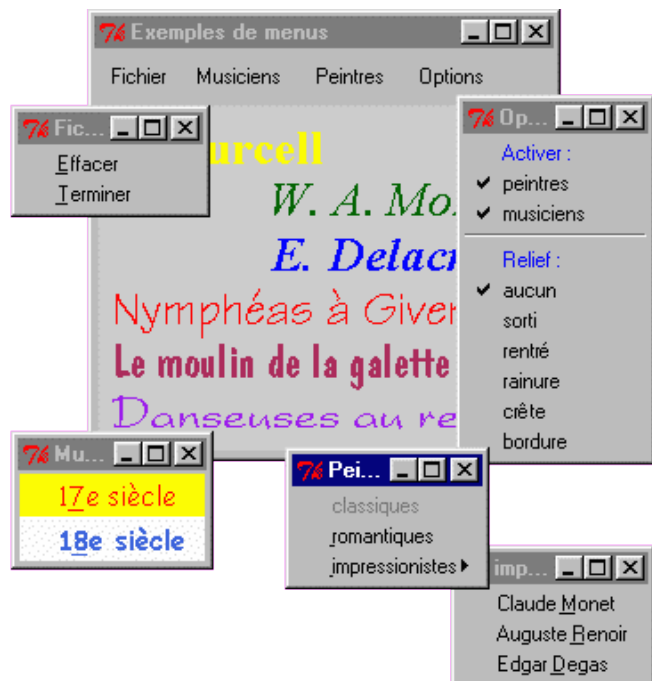 Exemples de menus
Fichier Musiciens Peintres Options
Fic...
Effacer
Terminer
Op...
Activer :
peintres
musiciens
Relief :
aucun
sorti
rentré
rainure
crête
bordure
urcell
W. A. Mo
E. Delac
Nymphéas à Giver
Le moulin de la galette
Danseuses au re
Mu...
17e siècle
18e siècle
Pei...
classiques
romantiques
impressionistes
imp...
Claude Monet
Auguste Renoir
Edgar Degas